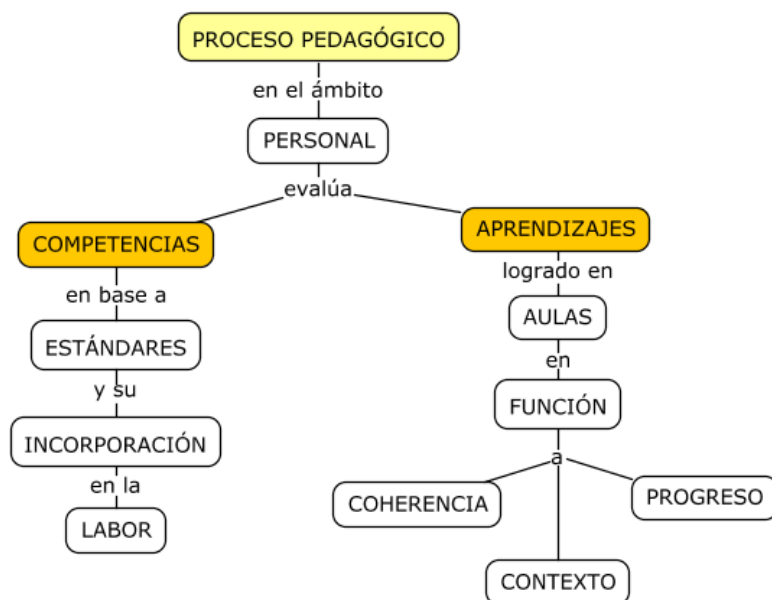 PROCESO PEDAGÓGICO
en el ámbito
PERSONAL
evalúa
COMPETENCIAS
en base a
ESTÁNDARES
y su
INCORPORACIÓN
en la
LABOR
APRENDIZAJES
logrado en
AULAS
en
FUNCIÓN
a
COHERENCIA
CONTEXTO
PROGRESO